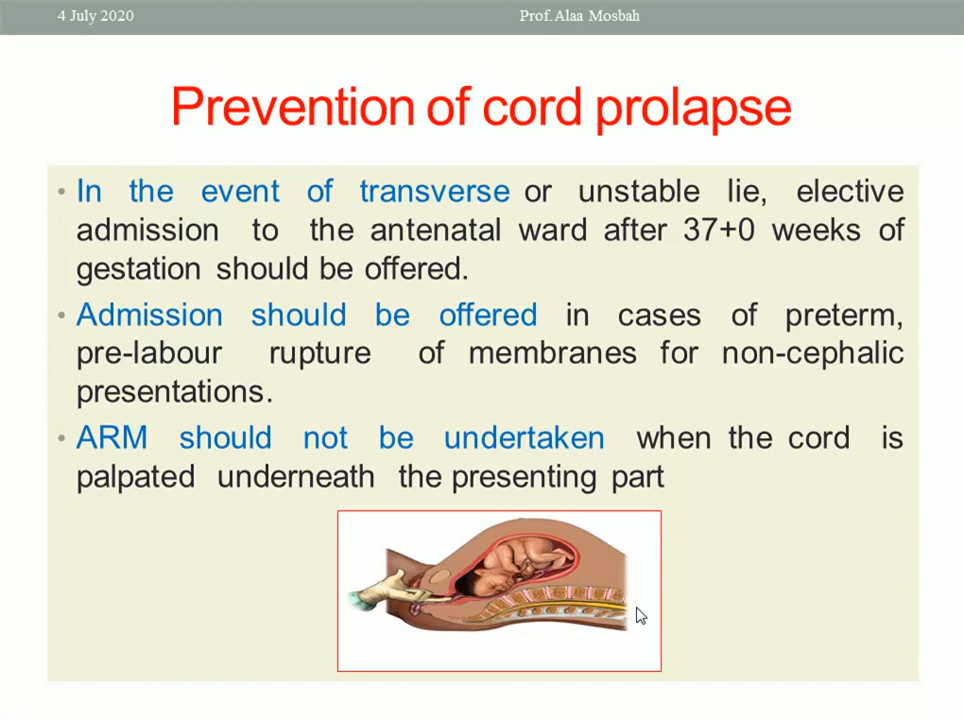 4 July 2020
Prof.Alaa Mosbah
Prevention of cord prolapse
• In the event of transverse or unstable lie, elective
admission to the antenatal ward after 37+0 weeks of
gestation should be offered.
• Admission should be offered in cases of preterm,
pre-labour rupture of membranes for non-cephalic
presentations.
• ARM should not be undertaken when the cord is
palpated underneath the presenting part